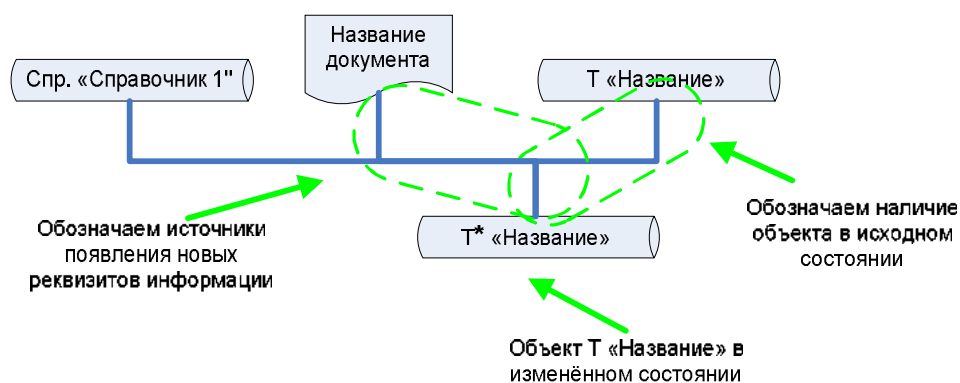 Название
документа
Спр. «Справочник 1"
Т «Название»
Т* «Название»
Обозначаем источники
появления новых
реквизитов информации
Обозначаем наличие
объекта в исходном
состоянии
Объект Т «Название» в
изменённом состоянии